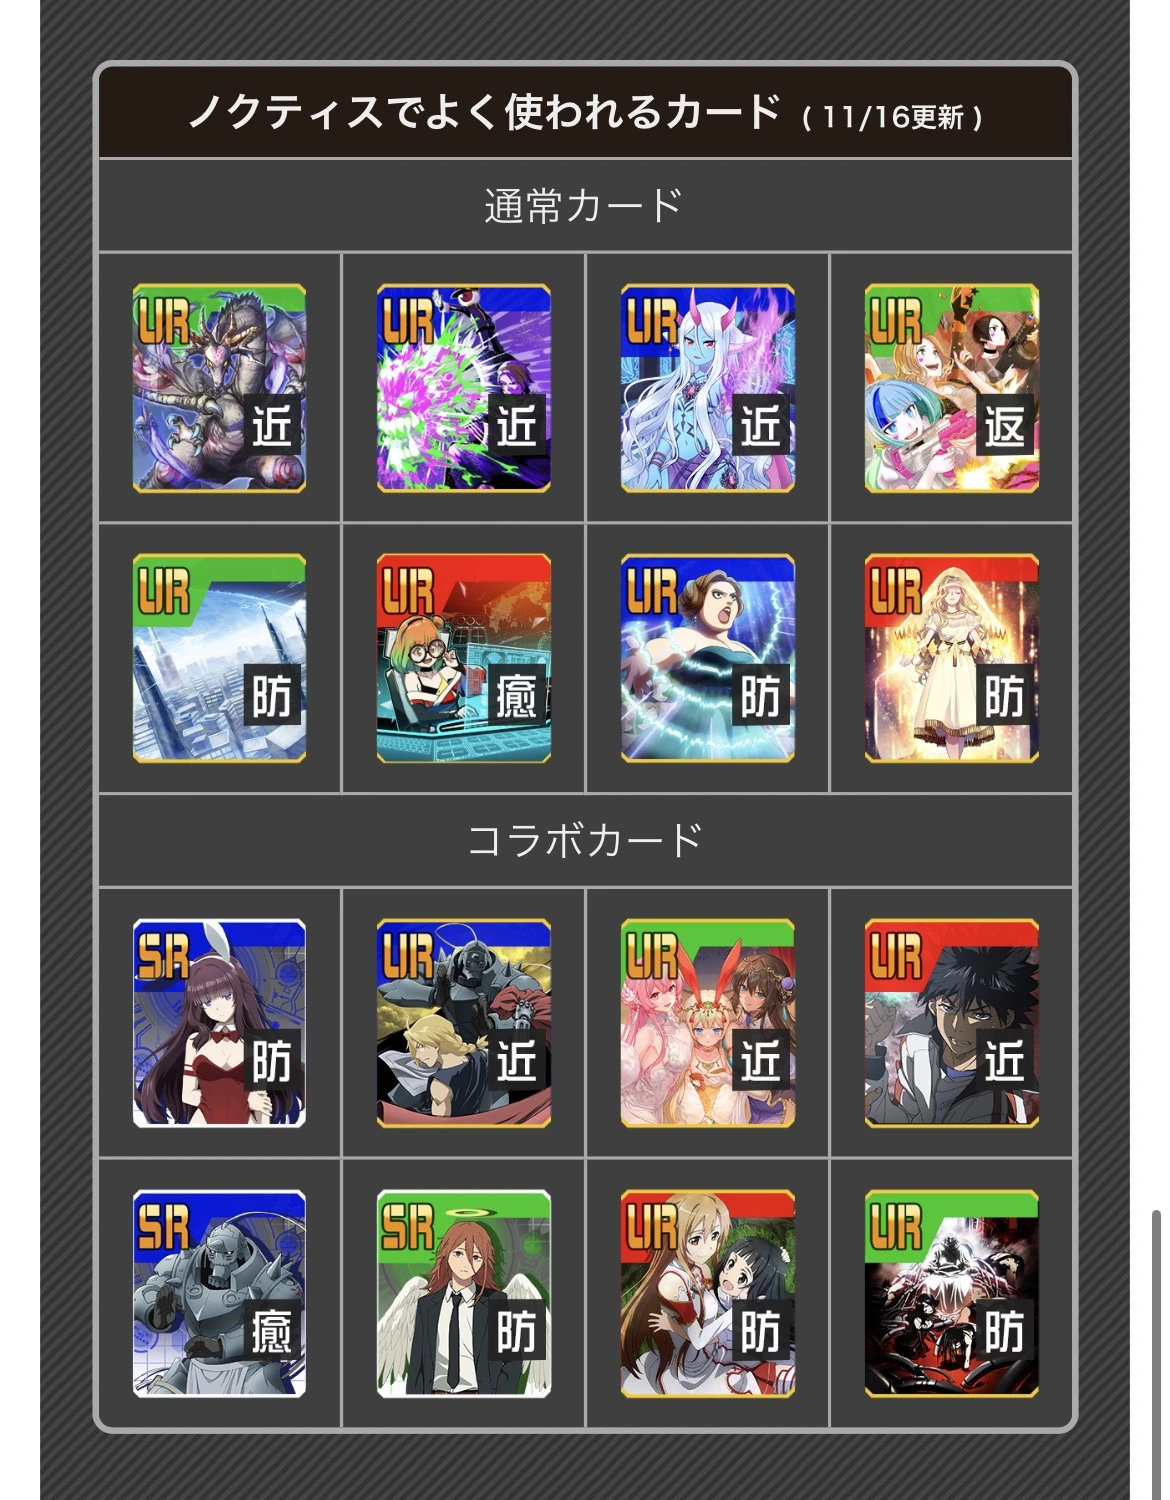 ノクティスでよく使われるカード ( 11/16更新 )
通常カード
UR 近 UR 近 UR 近 UR 返
UR 防 UR 癒 UR 防 UR 防
コラボカード
SR 防 UR 近 UR 近 UR 近
SR 癒 SR 防 UR 防 UR 防